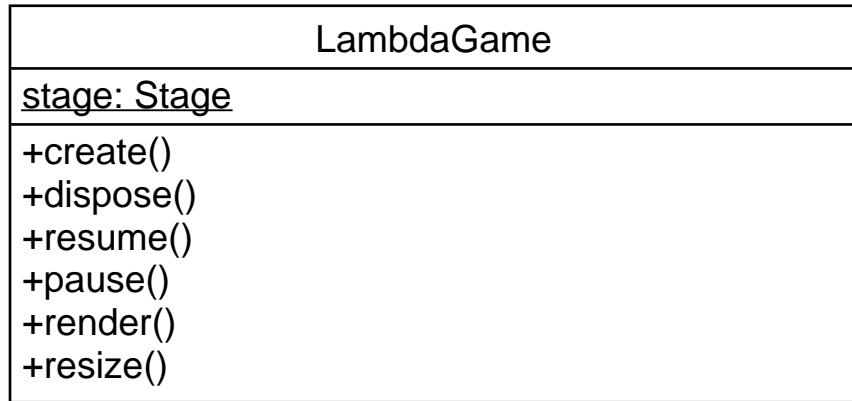 LambdaGame
stage: Stage
+create()
+dispose()
+resume()
+pause()
+render()
+resize()